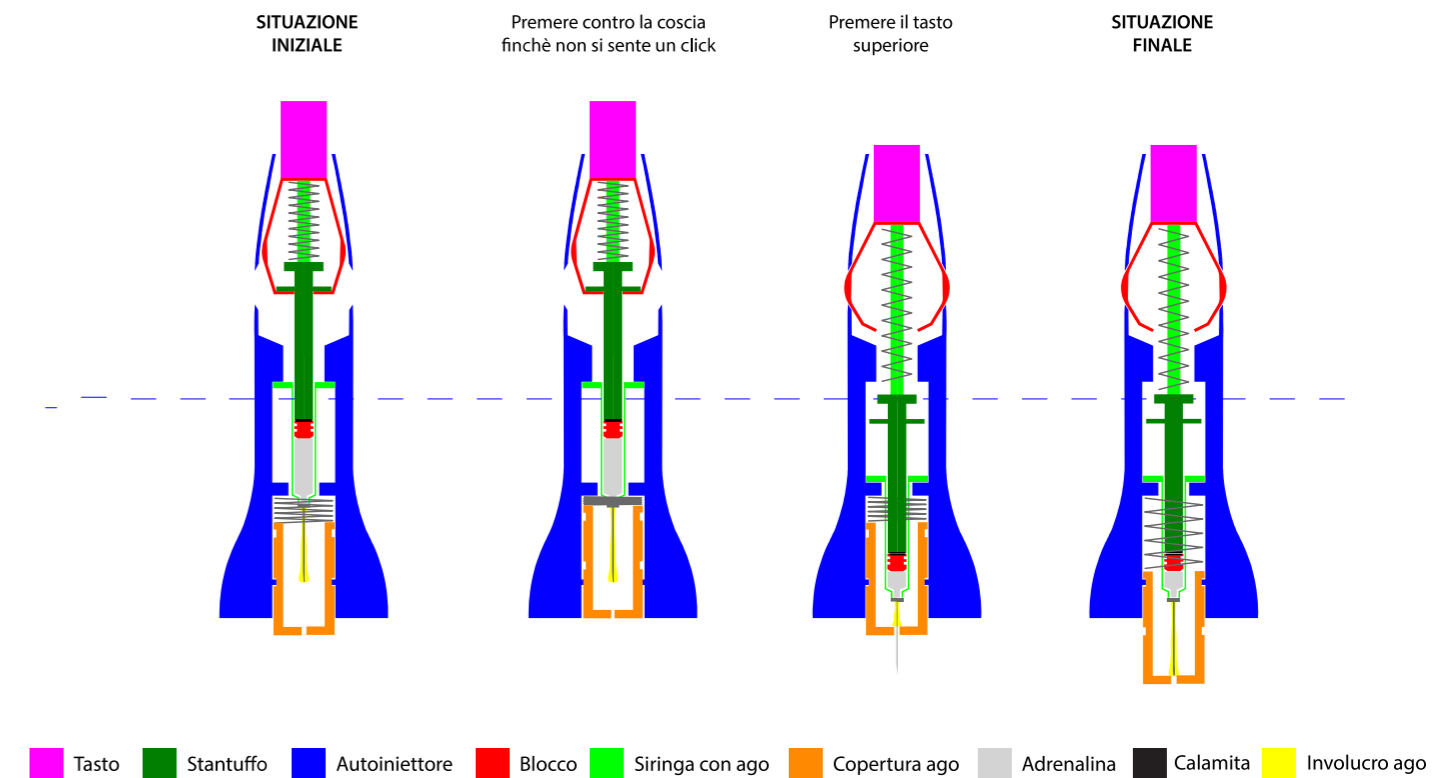 SITUAZIONE
INIZIALE
Premere contro la coscia
finchè non si sente un click
Premere il tasto
superiore
SITUAZIONE
FINALE
Tasto
Stantuffo
Autoiniettore
Blocco
Siringa con ago
Copertura ago
Adrenalina
Calamita
Involucro ago